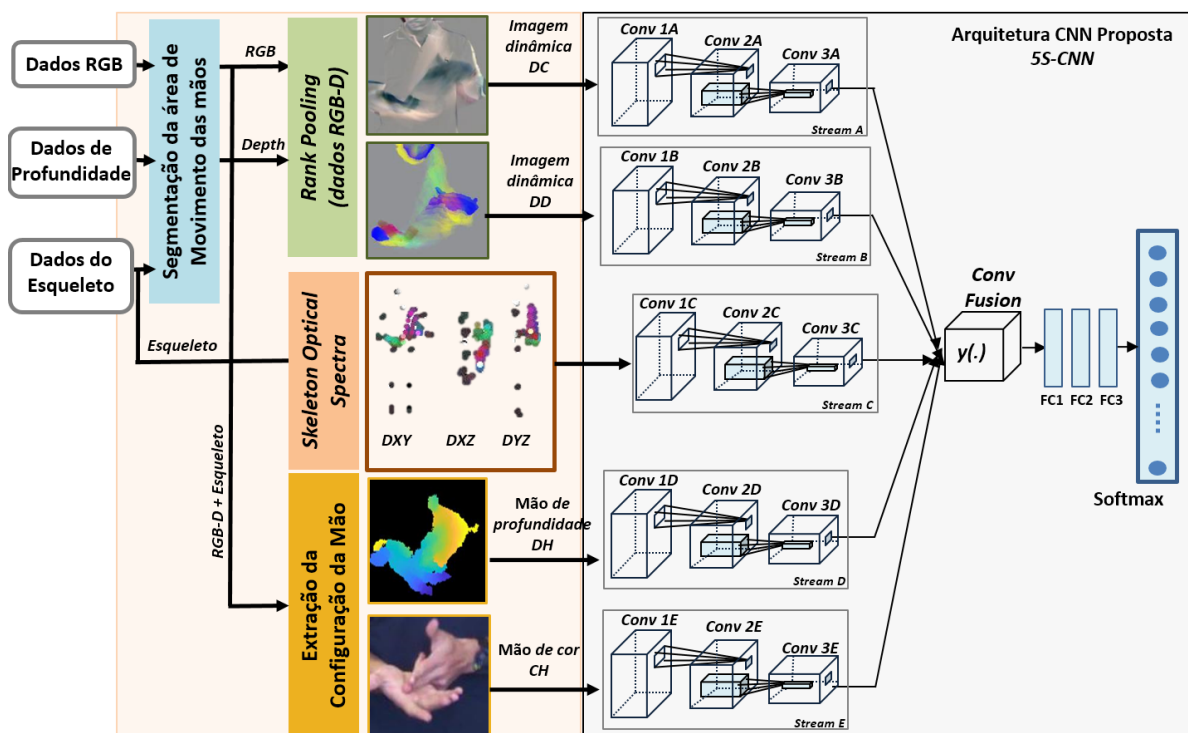 Dados RGB
Dados de
Profundidade
Dados do
Esqueleto
Segmentação da área de
Movimento das mãos
RGB
Depth
Esqueleto
RGB-D + Esqueleto
Rank Pooling
(dados RGB-D)
Skeleton Optical
Spectra
Extração da
Configuração da Mão
DXY
DXZ
DYZ
Imagem
dinâmica
DC
Imagem
dinâmica
DD
Mão de
profundidade
DH
Mão de cor
CH
Arquitetura CNN Proposta
5S-CNN
Conv 1A
Conv 2A
Conv 3A
Stream A
Conv 1B
Conv 2B
Conv 3B
Stream B
Conv 1C
Conv 2C
Conv 3C
Stream C
Conv 1D
Conv 2D
Conv 3D
Stream D
Conv 1E
Conv 2E
Conv 3E
Stream E
Conv
Fusion
y(.)
FC1
FC2
FC3
Softmax